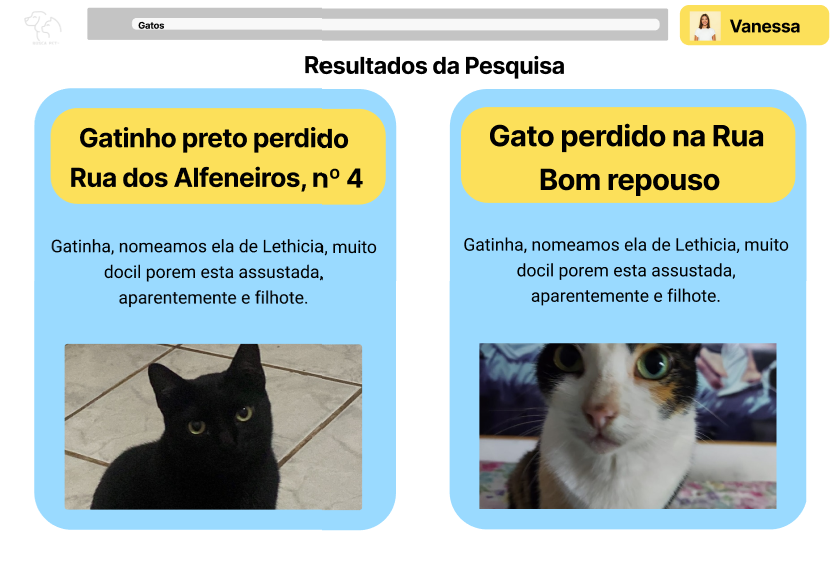 Gatos
Vanessa
Resultados da Pesquisa
Gatinho preto perdido
Rua dos Alfeneiros, nº 4
Gatinha, nomeamos ela de Lethicia, muito
docil porem esta assustada,
aparentemente e filhote.
Gato perdido na Rua
Bom repouso
Gatinha, nomeamos ela de Lethicia, muito
docil porem esta assustada,
aparentemente e filhote.